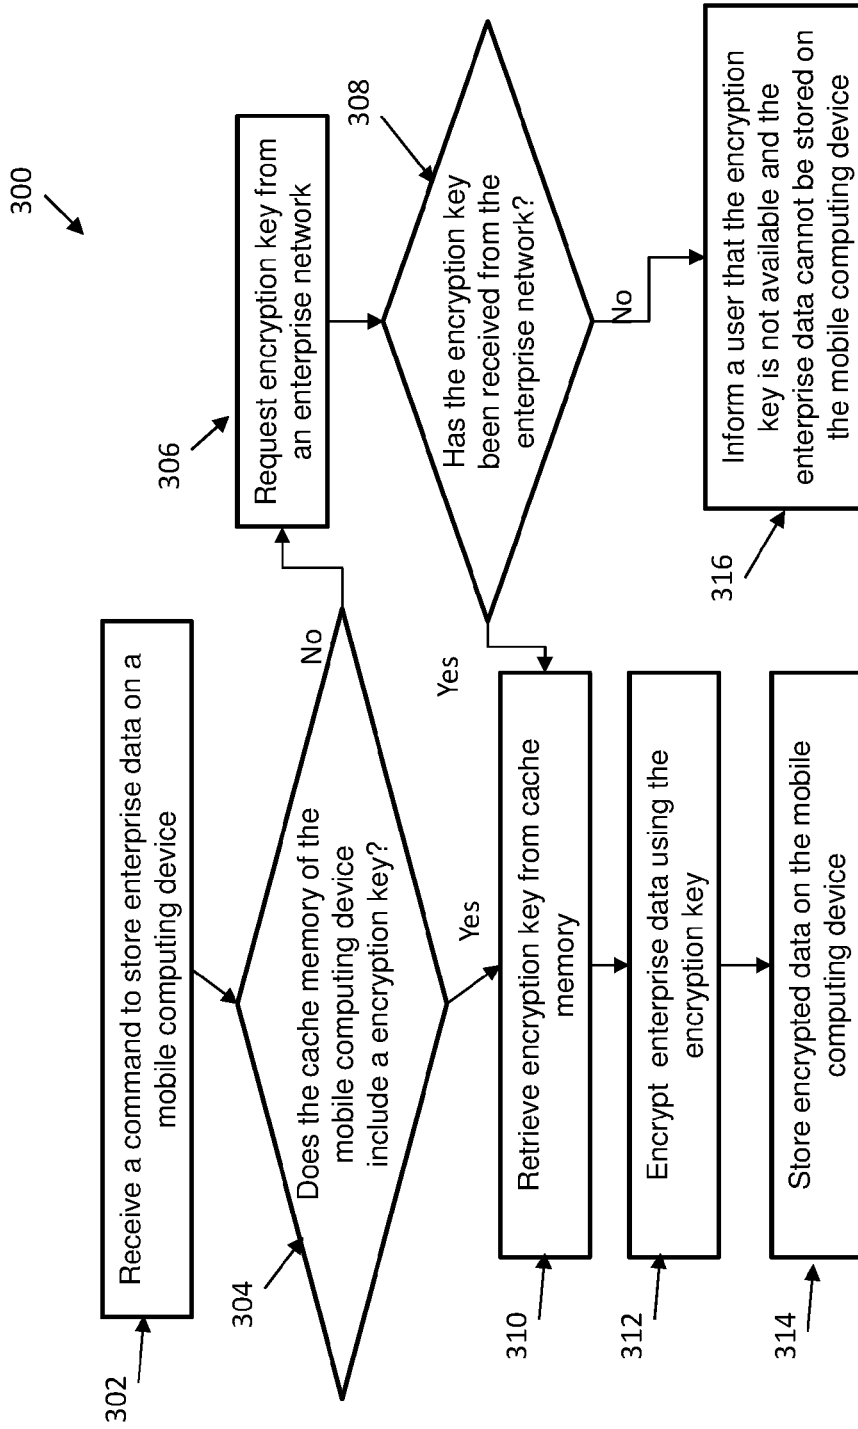 300
302
Receive a command to store enterprise data on a
mobile computing device
304
Does the cache memory of the
mobile computing device
include a encryption key?
No
Yes
306
Request encryption key from
an enterprise network
308
Has the encryption key
been received from the
enterprise network?
Yes
No
310
Retrieve encryption key from cache
memory
312
Encrypt enterprise data using the
encryption key
314
Store encrypted data on the mobile
computing device
316
Inform a user that the encryption
key is not available and the
enterprise data cannot be stored on
the mobile computing device